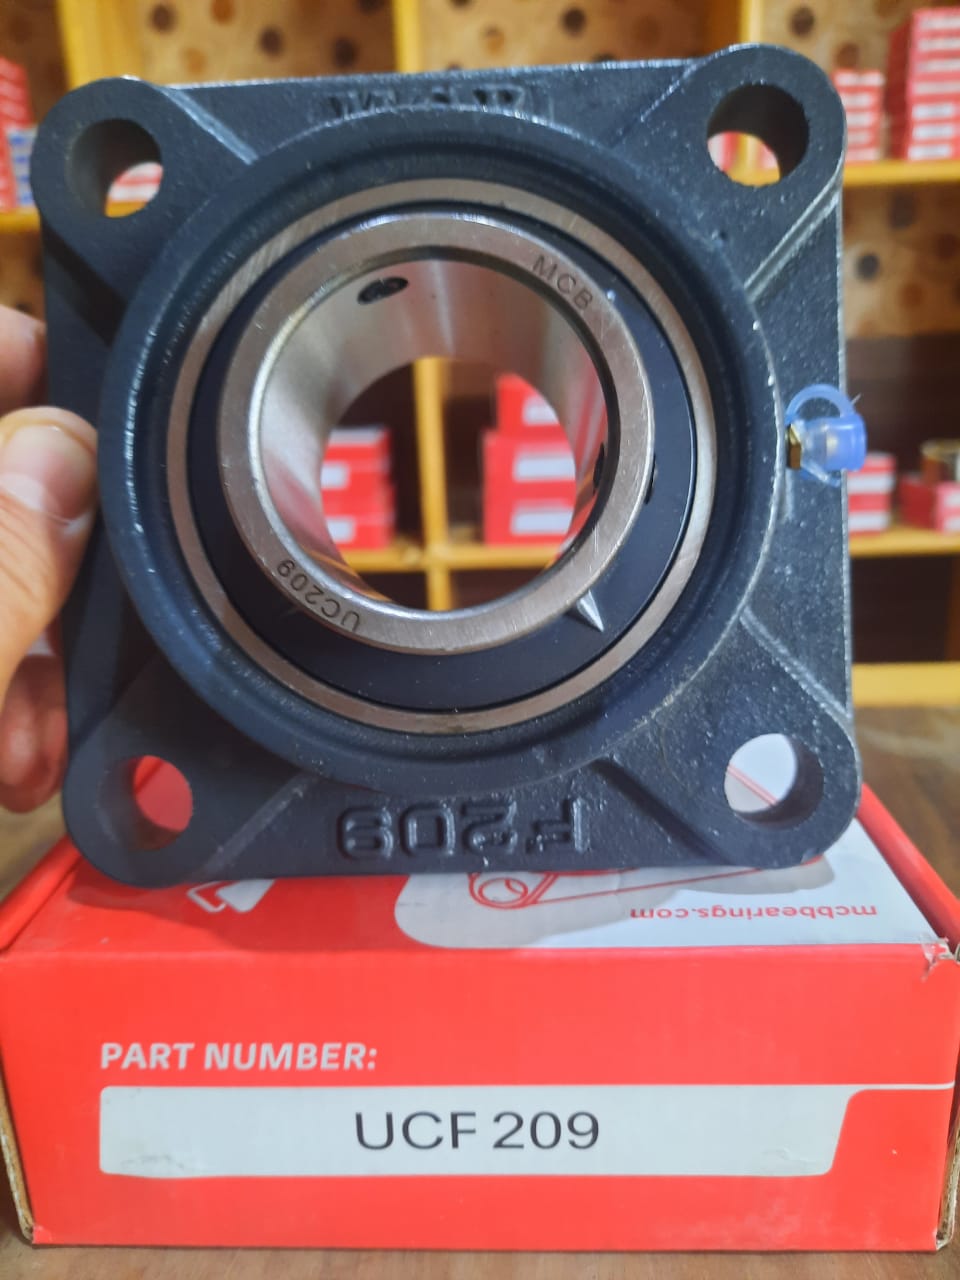 MCB
UC209
F209
mcbbearings.com
PART NUMBER:
UCF 209